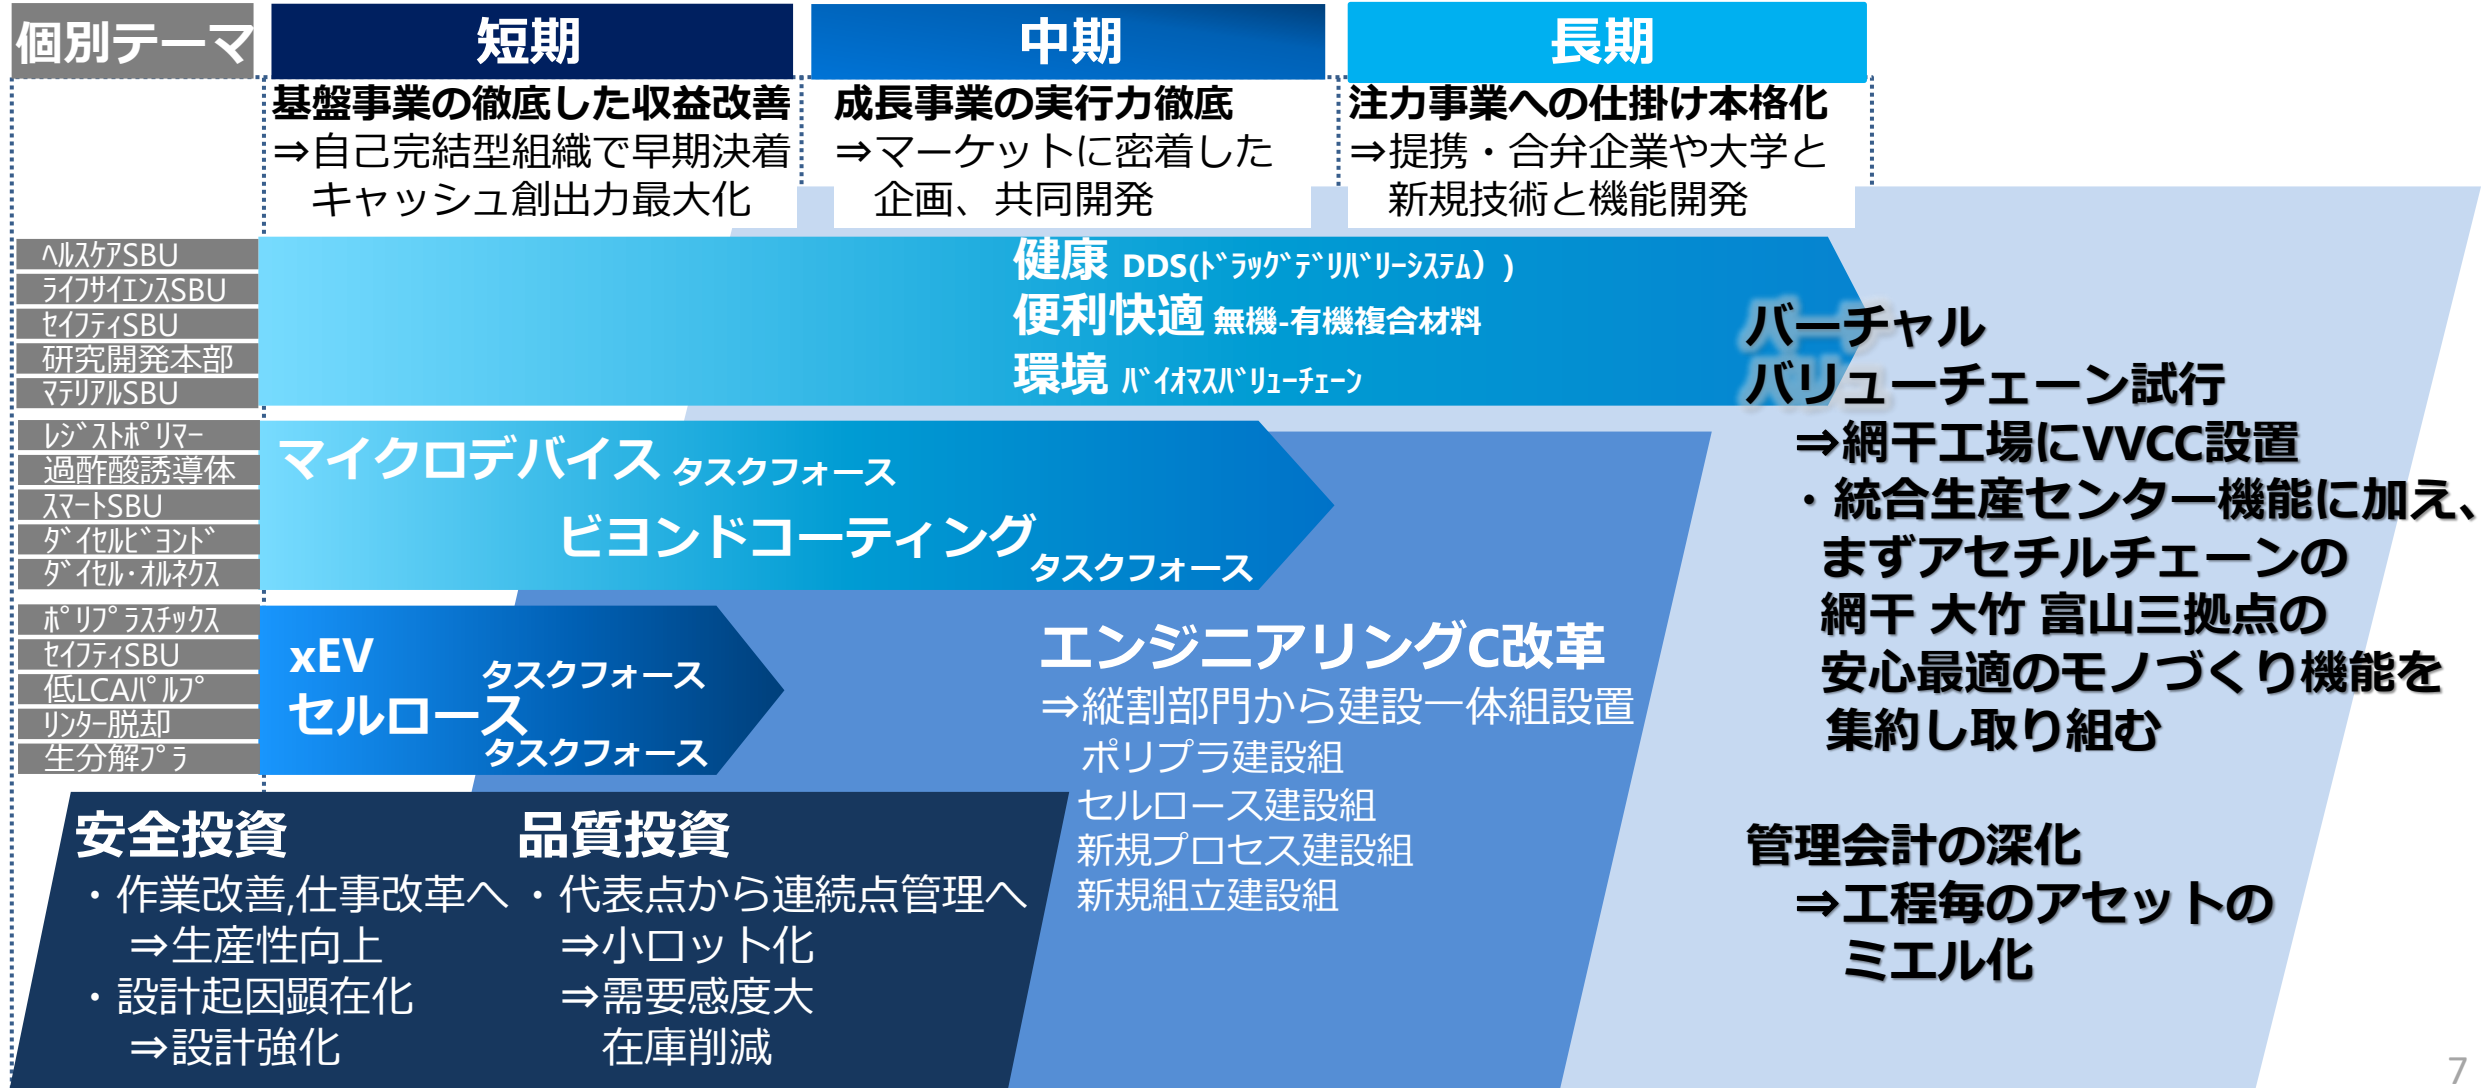 個別テーマ
短期
中期
長期
基盤事業の徹底した収益改善
⇒自己完結型組織で早期決着
キャッシュ創出力最大化
成長事業の実行力徹底
⇒マーケットに密着した
企画、共同開発
注力事業への仕掛け本格化
⇒提携・合弁企業や大学と
新規技術と機能開発
ﾍﾙｽｹｱSBU
ﾗｲﾌｻｲｴﾝｽSBU
ｾｲﾌﾃｨSBU
研究開発本部
ﾏﾃﾘｱﾙSBU
健康 DDS(ﾄﾞﾗｯｸﾞﾃﾞﾘﾊﾞﾘｰｼｽﾃﾑ）)
便利快適 無機-有機複合材料
環境 ﾊﾞｲｵﾏｽﾊﾞﾘｭｰﾁｪｰﾝ
ﾚｼﾞｽﾄﾎﾟﾘﾏｰ
過酢酸誘導体
ｽﾏｰﾄSBU
ﾀﾞｲｾﾙﾋﾞﾖﾝﾄﾞ
ﾀﾞｲｾﾙ･ｵﾙﾈｸｽ
マイクロデバイス タスクフォース
ビヨンドコーティング
タスクフォース
ﾎﾟﾘﾌﾟﾗｽﾁｯｸｽ
ｾｲﾌﾃｨSBU
低LCAﾊﾟﾙﾌﾟ
ﾘﾝﾀｰ脱却
生分解ﾌﾟﾗ
xEV
タスクフォース
セルロース
タスクフォース
エンジニアリングC改革
⇒縦割部門から建設一体組設置
ポリプラ建設組
セルロース建設組
新規プロセス建設組
新規組立建設組
バーチャル
バリューチェーン試行
⇒網干工場にVVCC設置
・統合生産センター機能に加え、
まずアセチルチェーンの
網干 大竹 富山三拠点の
安心最適のモノづくり機能を
集約し取り組む
管理会計の深化
⇒工程毎のアセットの
ミエル化
安全投資
・作業改善,仕事改革へ
⇒生産性向上
・設計起因顕在化
⇒設計強化
品質投資
・代表点から連続点管理へ
⇒小ロット化
⇒需要感度大
在庫削減
7